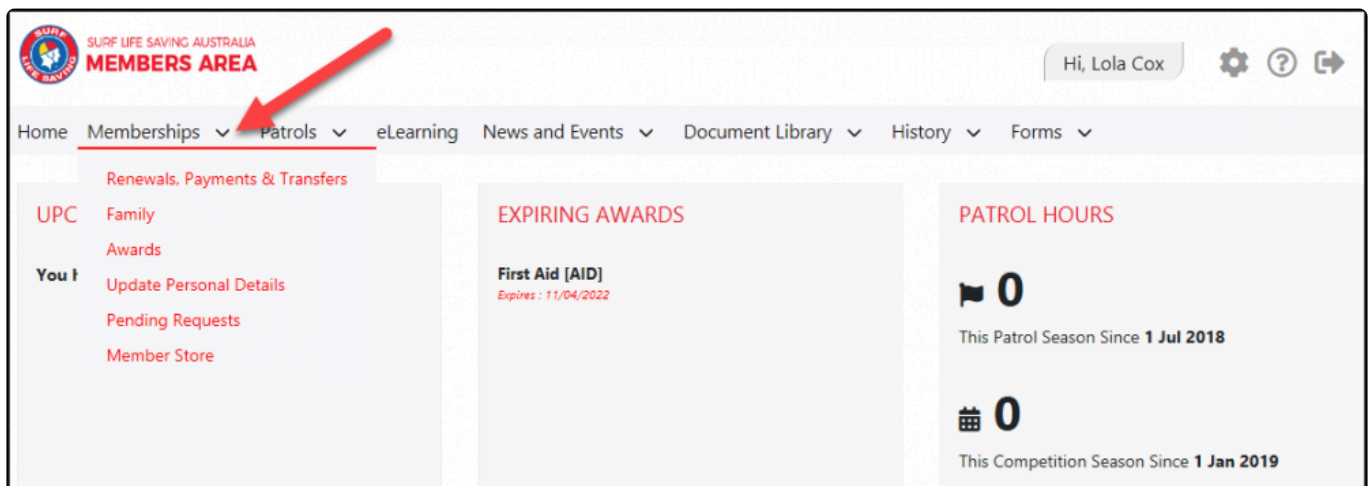 SURF LIFE SAVING
SURF LIFE SAVING AUSTRALIA
MEMBERS AREA
Hi, Lola Cox
Home Memberships Patrols eLearning News and Events Document Library History Forms
Renewals, Payments & Transfers
Family
Awards
Update Personal Details
Pending Requests
Member Store
UPC
You h
EXPIRING AWARDS
First Aid [AID]
Expires : 11/04/2022
PATROL HOURS
0
This Patrol Season Since 1 Jul 2018
0
This Competition Season Since 1 Jan 2019